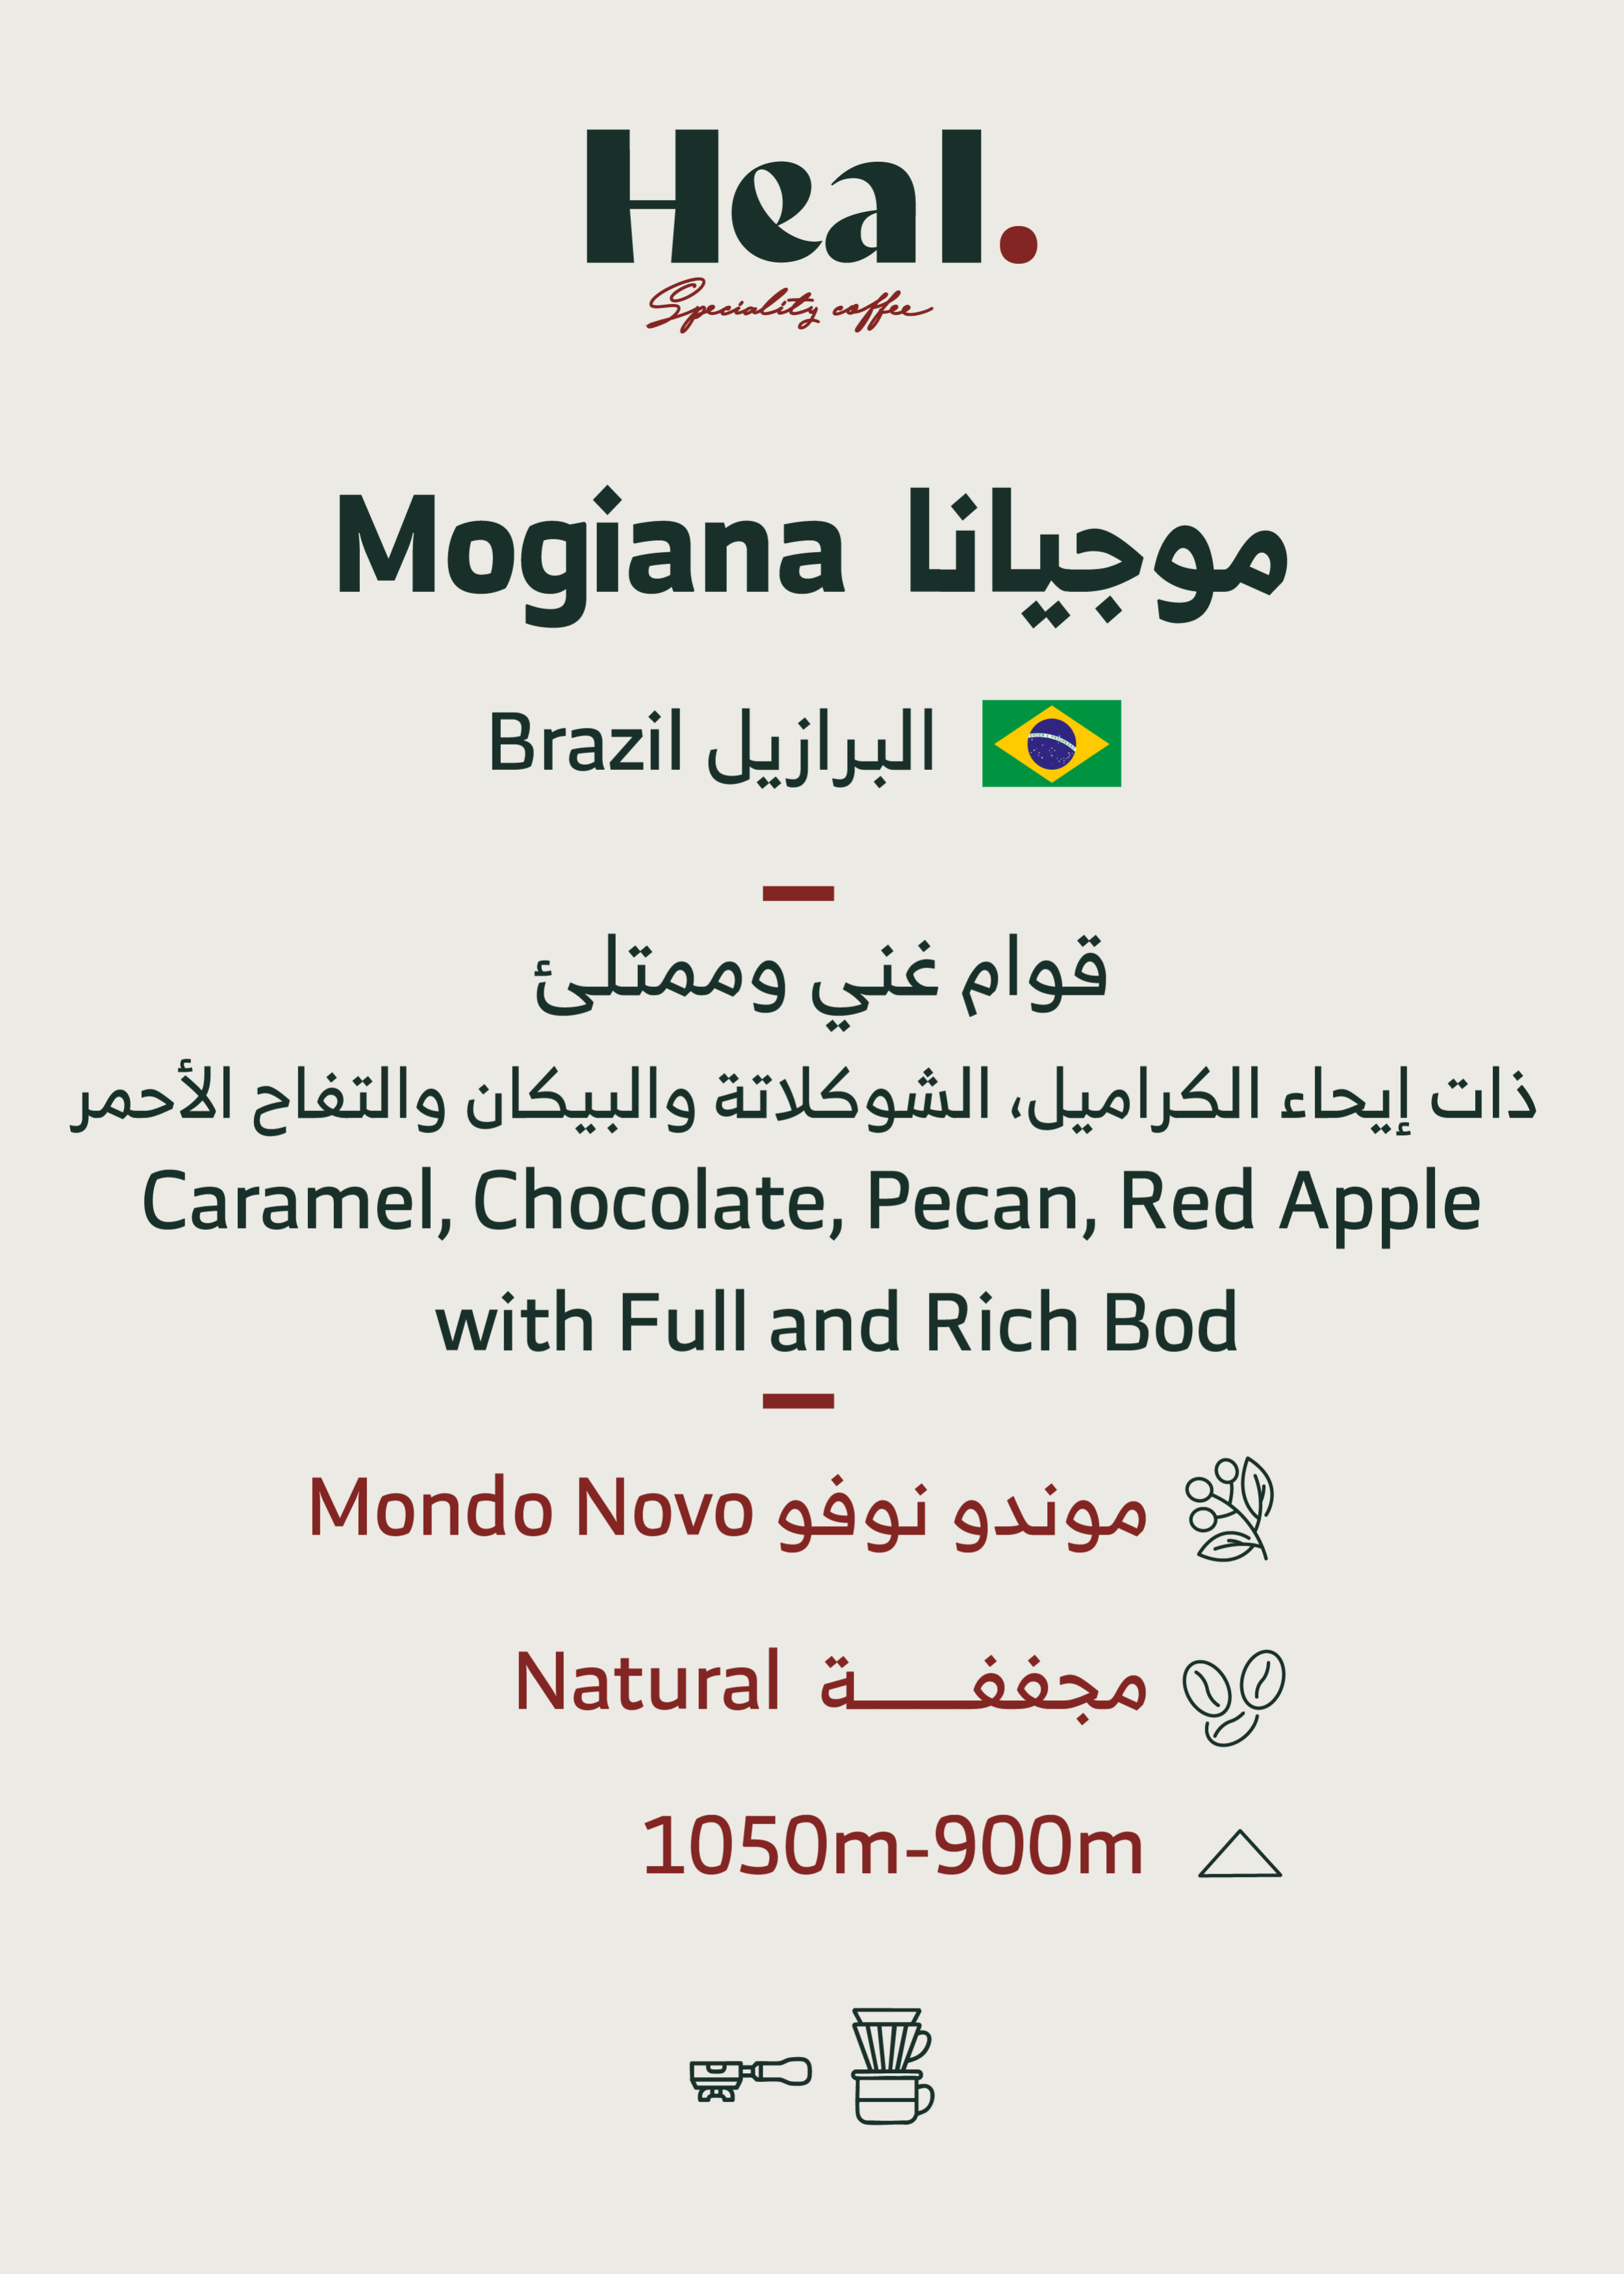 Heal.
Speciality coffee
Mogiana موجيانا
Brazil البرازيل
قوام غني وممتلئ
ذات إيحاء الكراميل، الشوكلاتة والبيكان والتفاح الأحمر
Caramel, Chocolate, Pecan, Red Apple
with Full and Rich Bod
Mondo Novo موندو نوفو
Natural مجففـــــة
1050m-900m